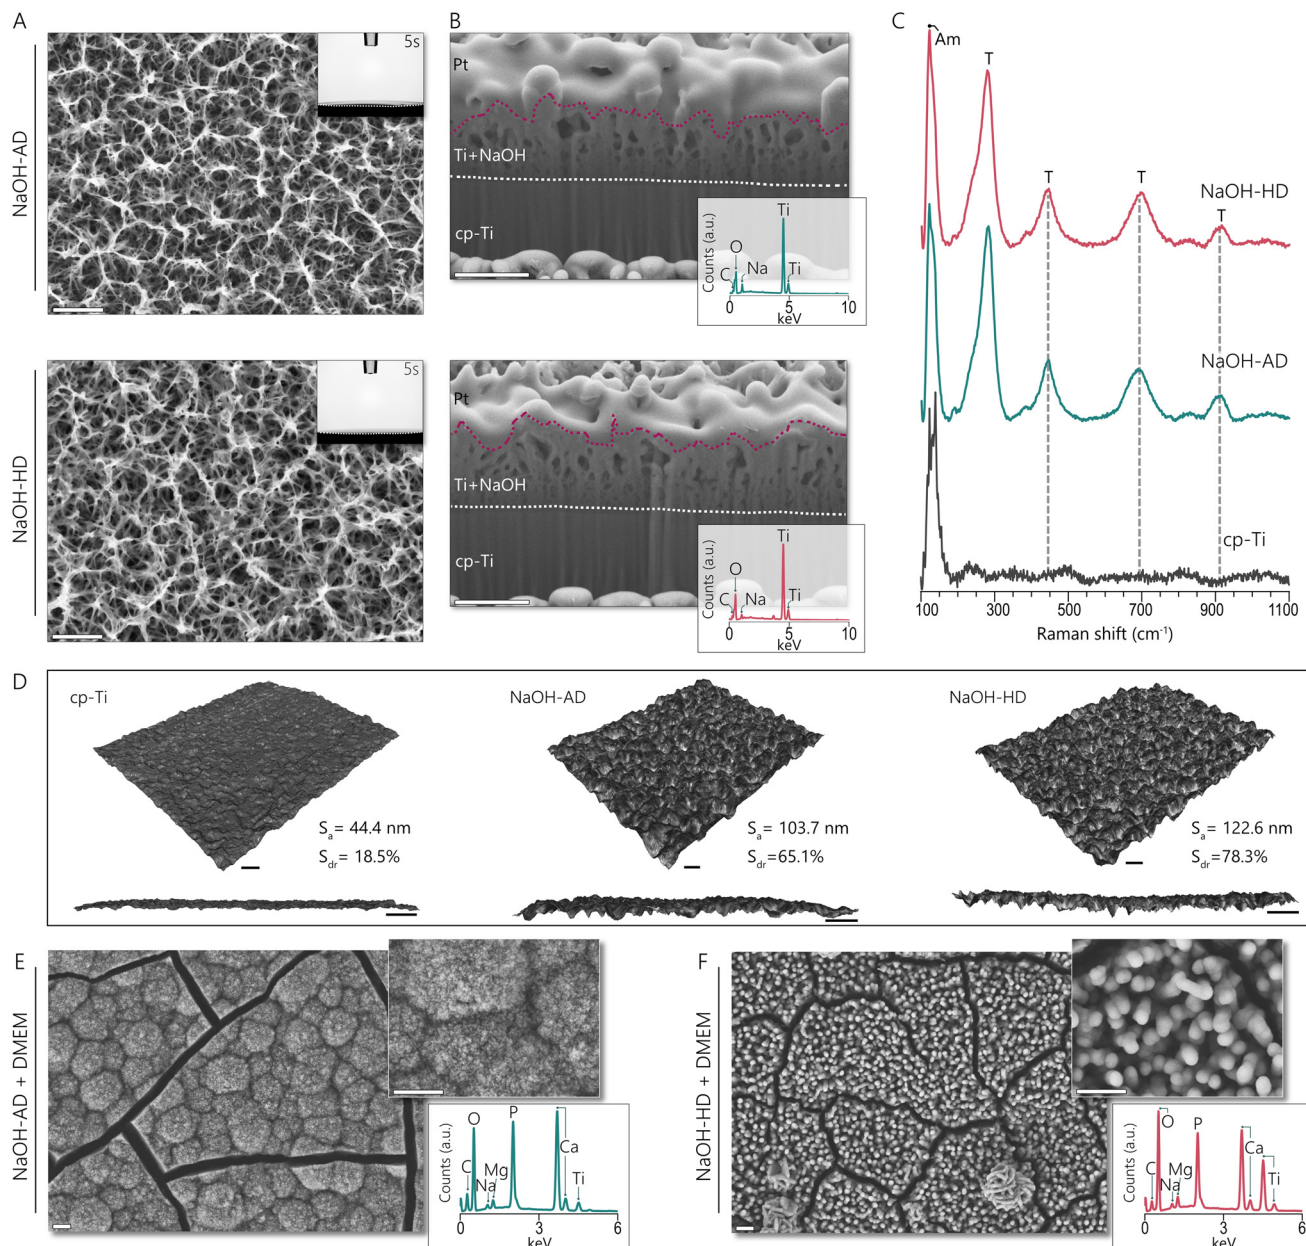 A
NaOH-AD
5s
NaOH-HD
5s
B
Pt
Ti+NaOH
cp-Ti
Counts (a.u.)
C
O
Na
Ti
Ti
0
5
10
keV
Pt
Ti+NaOH
cp-Ti
Counts (a.u.)
C
O
Na
Ti
Ti
0
5
10
keV
C
Am
T
T
T
T
NaOH-HD
NaOH-AD
cp-Ti
100
300
500
700
900
1100
Raman shift (cm⁻¹)
D
cp-Ti
Sₐ= 44.4 nm
S_dr= 18.5%
NaOH-AD
Sₐ= 103.7 nm
S_dr=65.1%
NaOH-HD
Sₐ= 122.6 nm
S_dr=78.3%
E
NaOH-AD + DMEM
Counts (a.u.)
C
O
Na
Mg
P
Ca
Ti
0
3
6
keV
F
NaOH-HD + DMEM
Counts (a.u.)
C
O
Na
Mg
P
Ca
Ti
0
3
6
keV